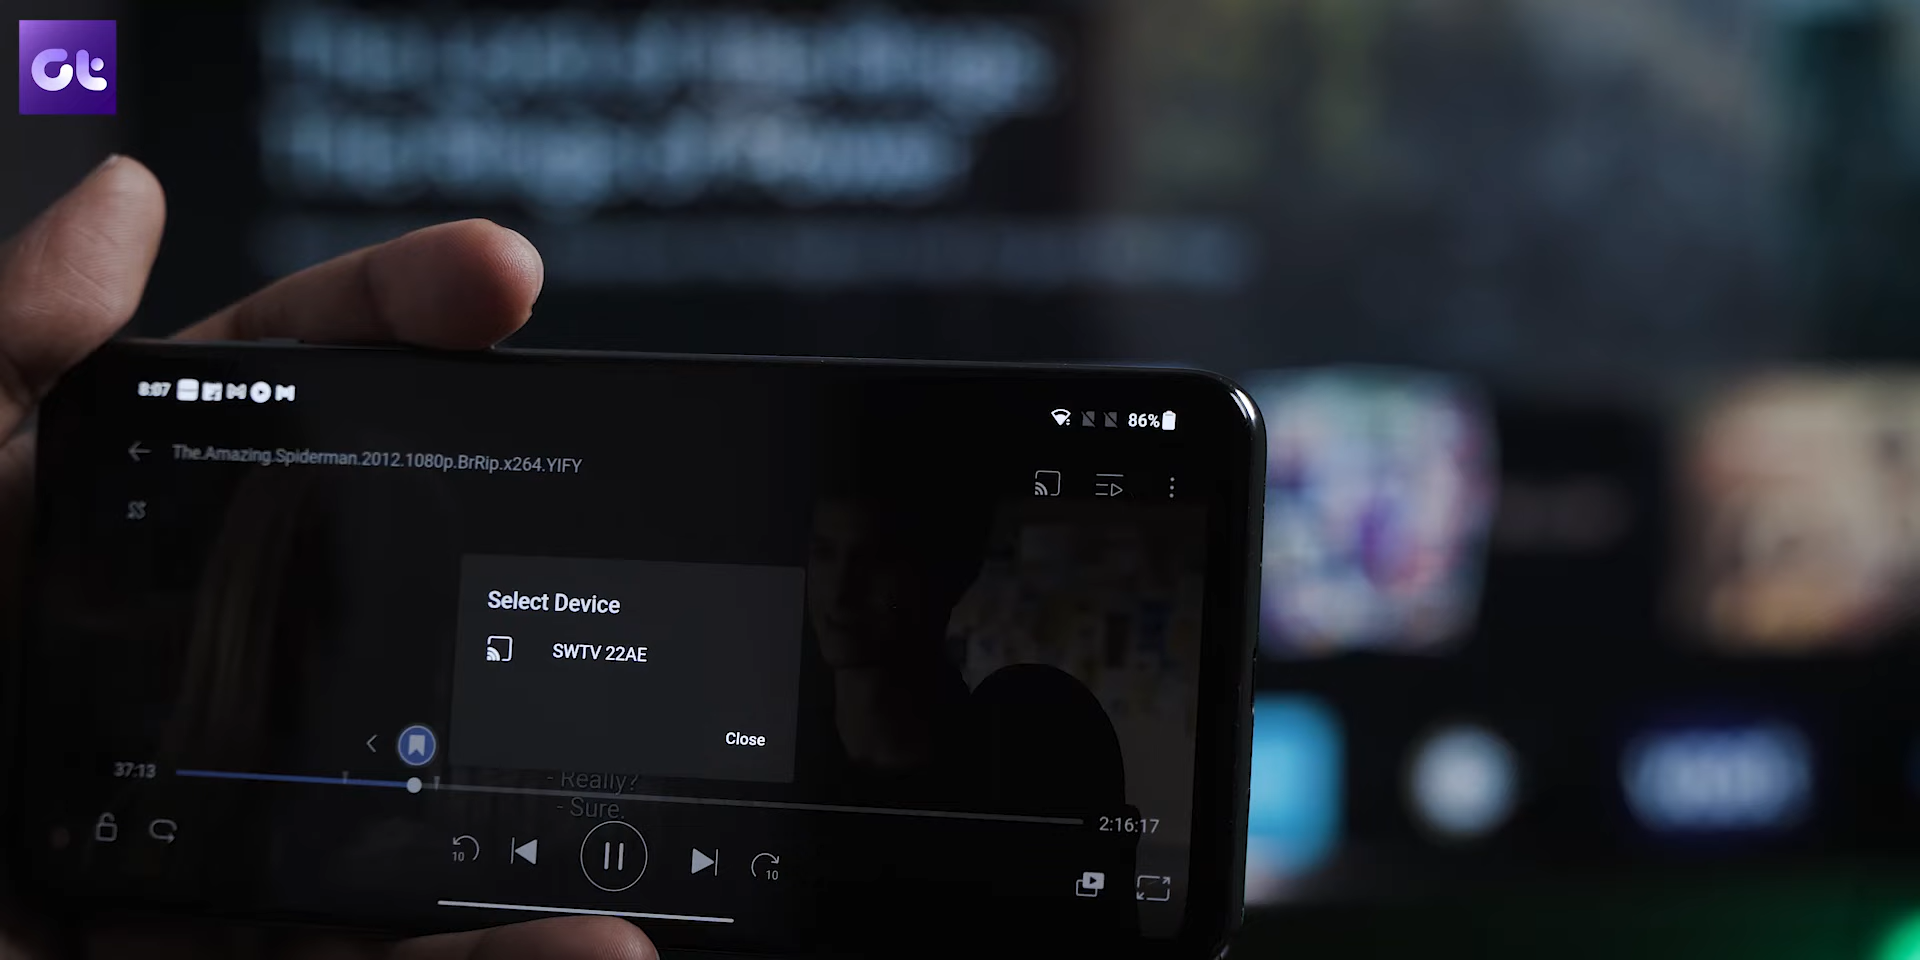 Gt
8:07
86%
The.Amazing.Spiderman.2012.1080p.BrRip.x264.YIFY
Select Device
SWTV 22AE
Close
37:13
- Really?
- Sure.
2:16:17
10
10